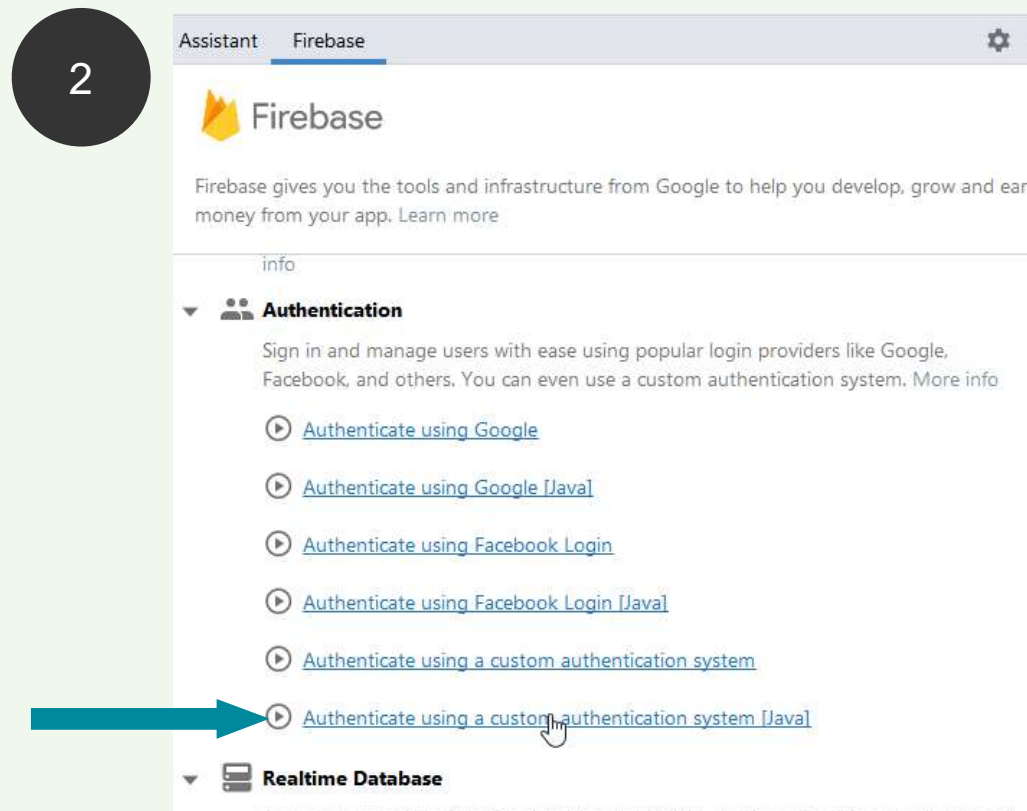 2
Assistant Firebase
Firebase
Firebase gives you the tools and infrastructure from Google to help you develop, grow and ear
money from your app. Learn more
info
Authentication
Sign in and manage users with ease using popular login providers like Google,
Facebook, and others. You can even use a custom authentication system. More info
Authenticate using Google
Authenticate using Google [Java]
Authenticate using Facebook Login
Authenticate using Facebook Login [Java]
Authenticate using a custom authentication system
Authenticate using a custom authentication system [Java]
Realtime Database